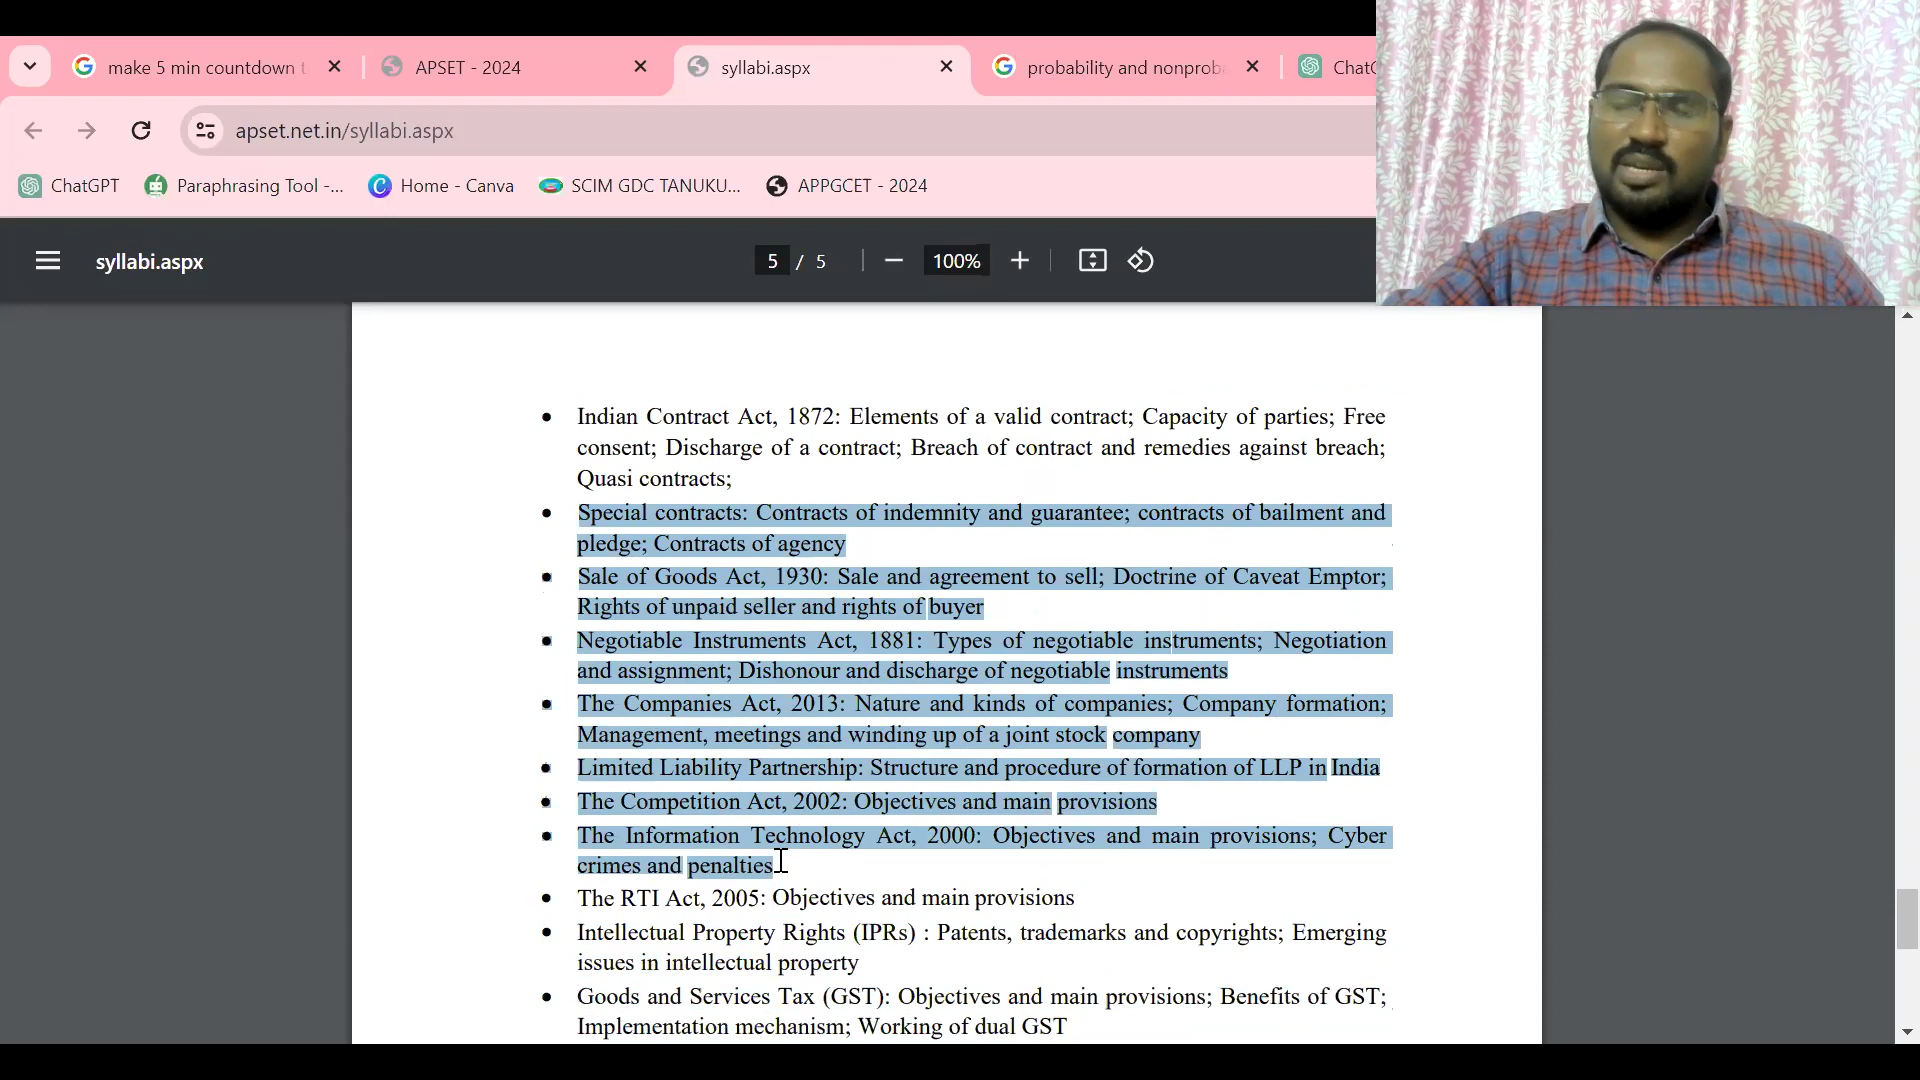 make 5 min countdown t
APSET - 2024
syllabi.aspx
probability and nonprob
ChatG
apset.net.in/syllabi.aspx
ChatGPT
Paraphrasing Tool -...
Home - Canva
SCIM GDC TANUKU...
APPGCET - 2024
syllabi.aspx
5 / 5
100%
• Indian Contract Act, 1872: Elements of a valid contract; Capacity of parties; Free
consent; Discharge of a contract; Breach of contract and remedies against breach;
Quasi contracts;
• Special contracts: Contracts of indemnity and guarantee; contracts of bailment and
pledge; Contracts of agency
• Sale of Goods Act, 1930: Sale and agreement to sell; Doctrine of Caveat Emptor;
Rights of unpaid seller and rights of buyer
• Negotiable Instruments Act, 1881: Types of negotiable instruments; Negotiation
and assignment; Dishonour and discharge of negotiable instruments
• The Companies Act, 2013: Nature and kinds of companies; Company formation;
Management, meetings and winding up of a joint stock company
• Limited Liability Partnership: Structure and procedure of formation of LLP in India
• The Competition Act, 2002: Objectives and main provisions
• The Information Technology Act, 2000: Objectives and main provisions; Cyber
crimes and penalties
• The RTI Act, 2005: Objectives and main provisions
• Intellectual Property Rights (IPRs) : Patents, trademarks and copyrights; Emerging
issues in intellectual property
• Goods and Services Tax (GST): Objectives and main provisions; Benefits of GST;
Implementation mechanism; Working of dual GST